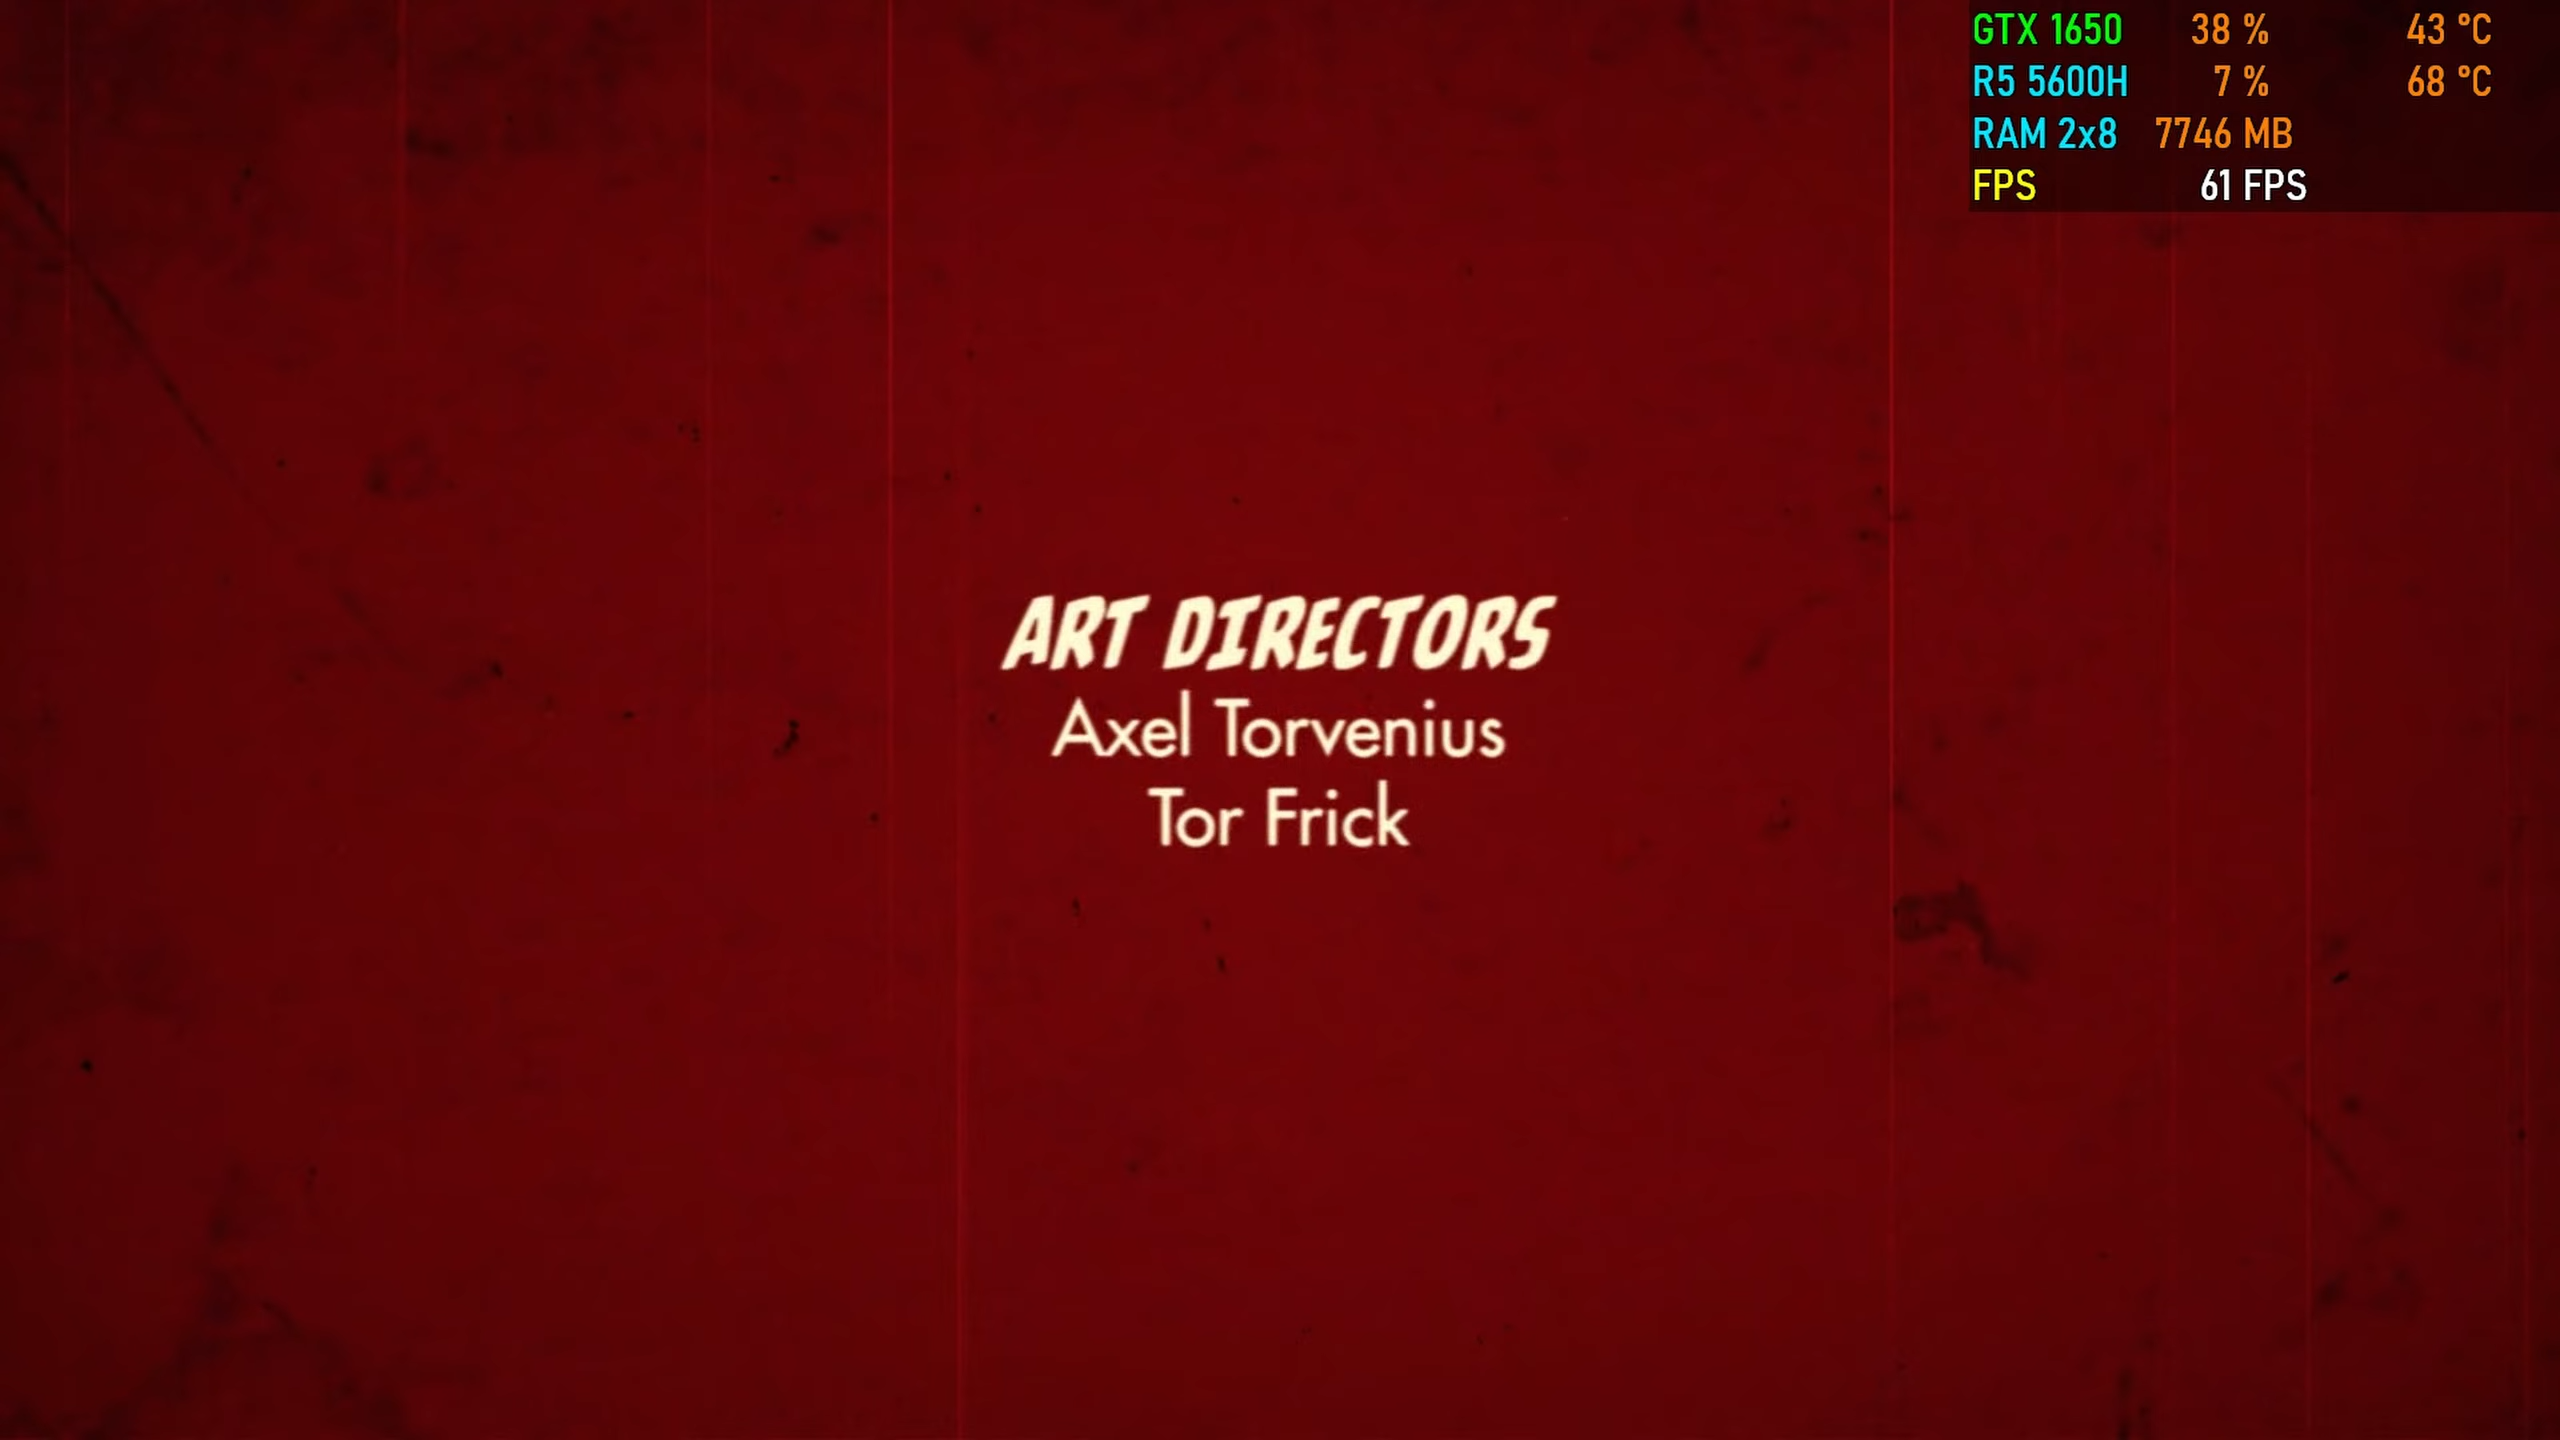 GTX 1650 38 % 43 °C
R5 5600H 7 % 68 °C
RAM 2x8 7746 MB
FPS 61 FPS
ART DIRECTORS
Axel Torvenius
Tor Frick